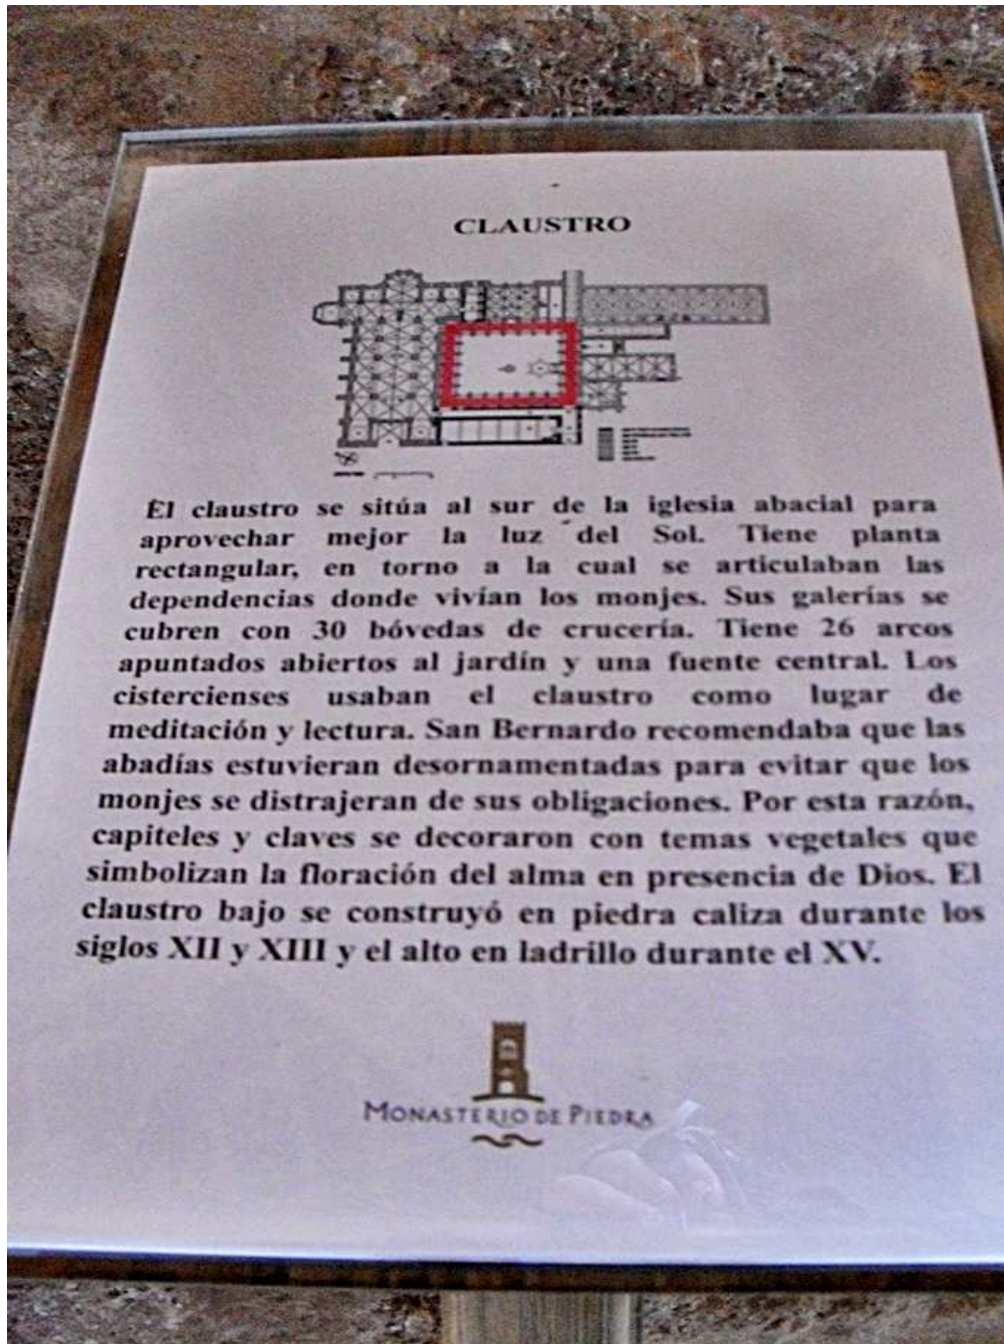 CLAUSTRO
El claustro se sitúa al sur de la iglesia abacial para
aprovechar mejor la luz del Sol. Tiene planta
rectangular, en torno a la cual se articulaban las
dependencias donde vivían los monjes. Sus galerías se
cubren con 30 bóvedas de crucería. Tiene 26 arcos
apuntados abiertos al jardín y una fuente central. Los
cistercienses usaban el claustro como lugar de
meditación y lectura. San Bernardo recomendaba que las
abadías estuvieran desornamentadas para evitar que los
monjes se distrajeran de sus obligaciones. Por esta razón,
capiteles y claves se decoraron con temas vegetales que
simbolizan la floración del alma en presencia de Dios. El
claustro bajo se construyó en piedra caliza durante los
siglos XII y XIII y el alto en ladrillo durante el XV.
MONASTERIO DE PIEDRA